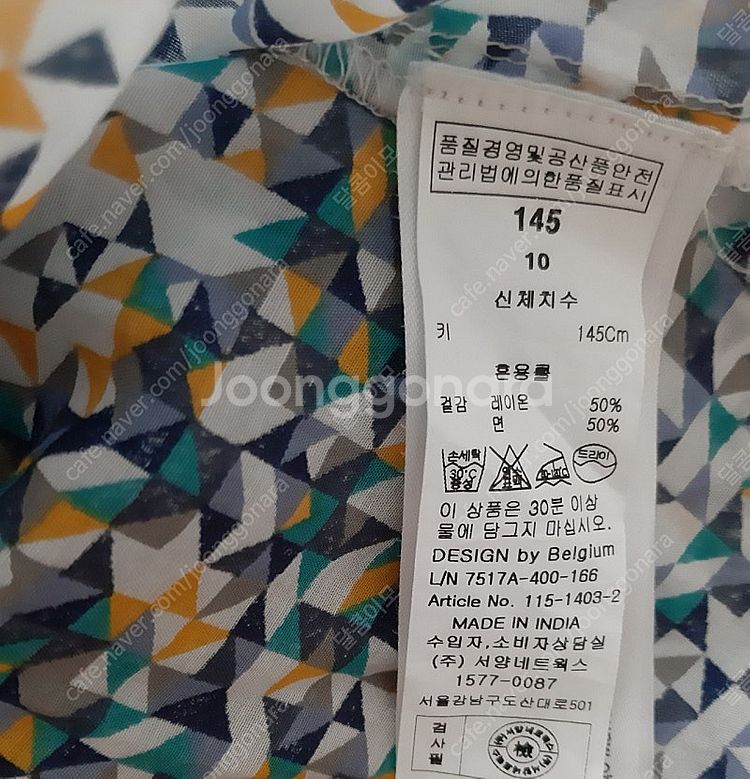 품질경영및공산품안전
관리법에의한품질표시
145
10
신체치수
키 145Cm
혼용률
겉감 레이온 50%
면 50%
손세탁
30℃
중성
드라이
이 상품은 30분 이상
물에 담그지 마십시오.
DESIGN by Belgium
L/N 7517A-400-166
Article No. 115-1403-2
MADE IN INDIA
수입자,소비자상담실
(주) 서양네트웍스
1577-0087
서울강남구도산대로501
검사필
Joonggonara
cafe.naver.com/joonggonara
달콤이모